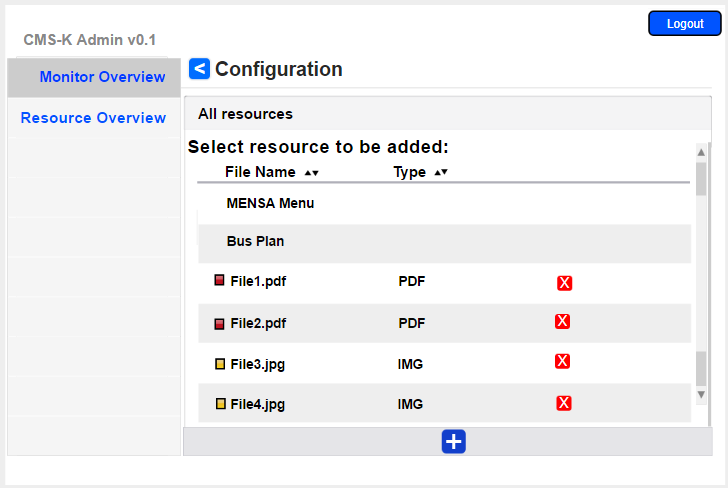 Logout
CMS-K Admin v0.1
Monitor Overview
Resource Overview
< Configuration
All resources
Select resource to be added:
File Name ▲▼ Type ▲▼
MENSA Menu
Bus Plan
File1.pdf PDF X
File2.pdf PDF X
File3.jpg IMG X
File4.jpg IMG X
+